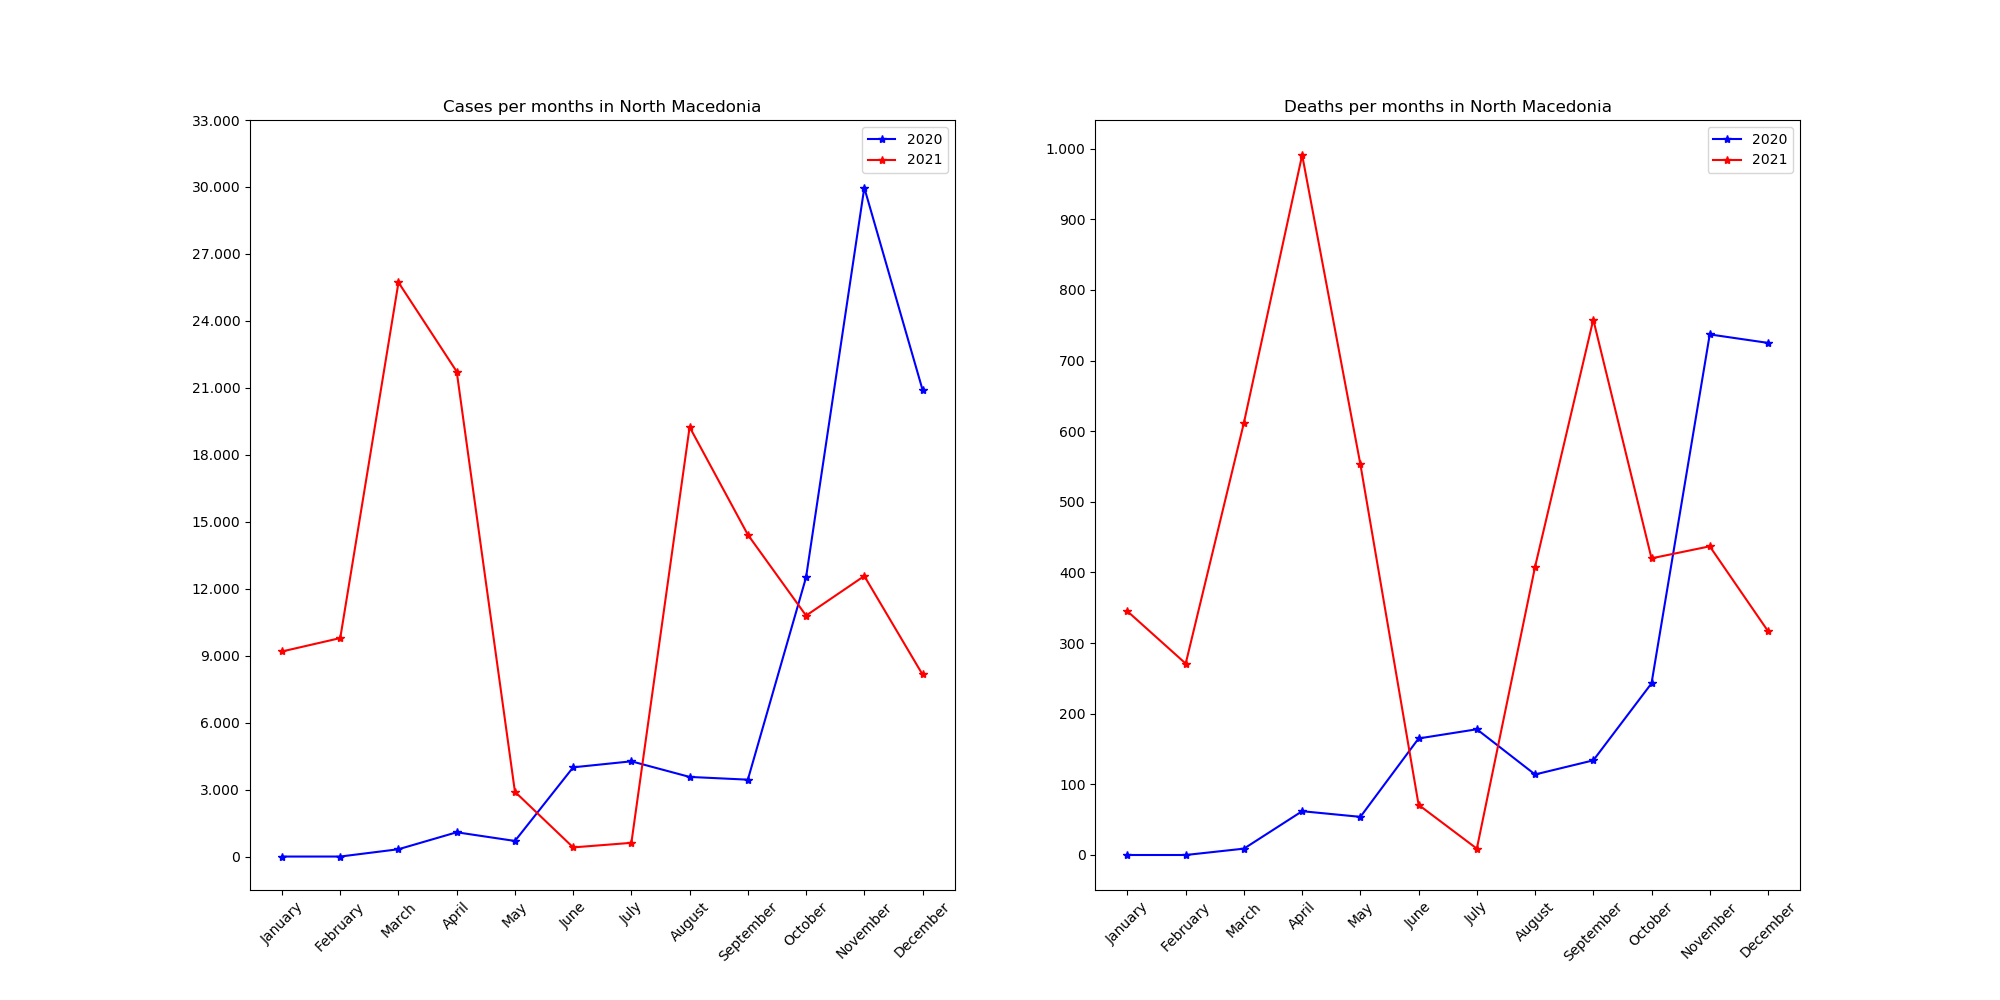 Cases per months in North Macedonia
33.000
30.000
27.000
24.000
21.000
18.000
15.000
12.000
9.000
6.000
3.000
0
2020
2021
January
February
March
April
May
June
July
August
September
October
November
December
Deaths per months in North Macedonia
1.000
900
800
700
600
500
400
300
200
100
0
2020
2021
January
February
March
April
May
June
July
August
September
October
November
December